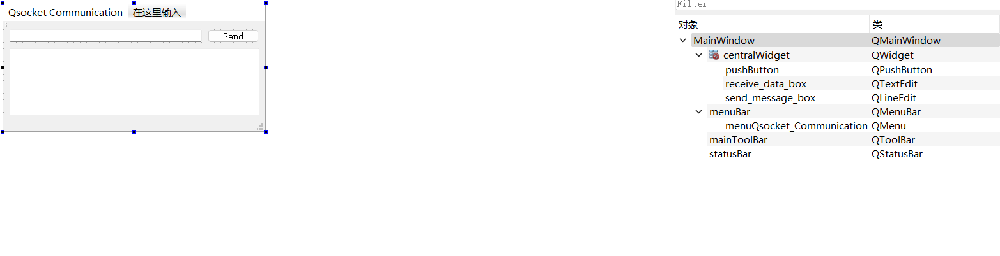 Qsocket Communication 在这里输入
Send
Filter
对象 类
MainWindow QMainWindow
centralWidget QWidget
pushButton QPushButton
receive_data_box QTextEdit
send_message_box QLineEdit
menuBar QMenuBar
menuQsocket_Communication QMenu
mainToolBar QToolBar
statusBar QStatusBar